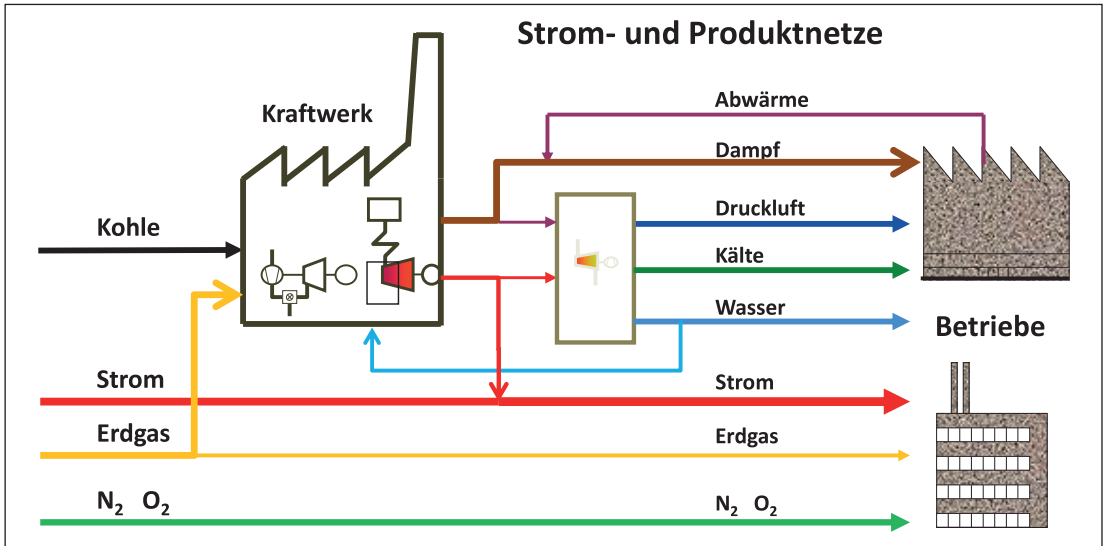 Strom- und Produktnetze
Kraftwerk
Abwärme
Dampf
Kohle
Druckluft
Kälte
Wasser
Betriebe
Strom
Strom
Erdgas
Erdgas
N₂ O₂
N₂ O₂